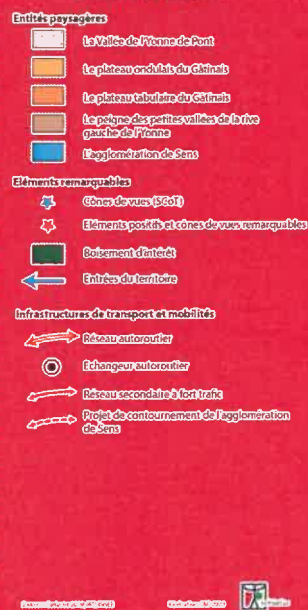 Entités paysagères
La Vallée de l'Yonne de Pont
Le plateau ondulais du Gâtinais
Le plateau tabulaire du Gâtinais
Le peigne des petites vallées de la rive
gauche de l'Yonne
L'agglomération de Sens
Eléments remarquables
Cônes de vues (SCoT)
Eléments positifs et cônes de vues remarquables
Boisement d'intérêt
Entrées du territoire
Infrastructures de transport et mobilités
Réseau autoroutier
Echangeur autoroutier
Réseau secondaire à fort trafic
Projet de contournement de l'agglomération
de Sens